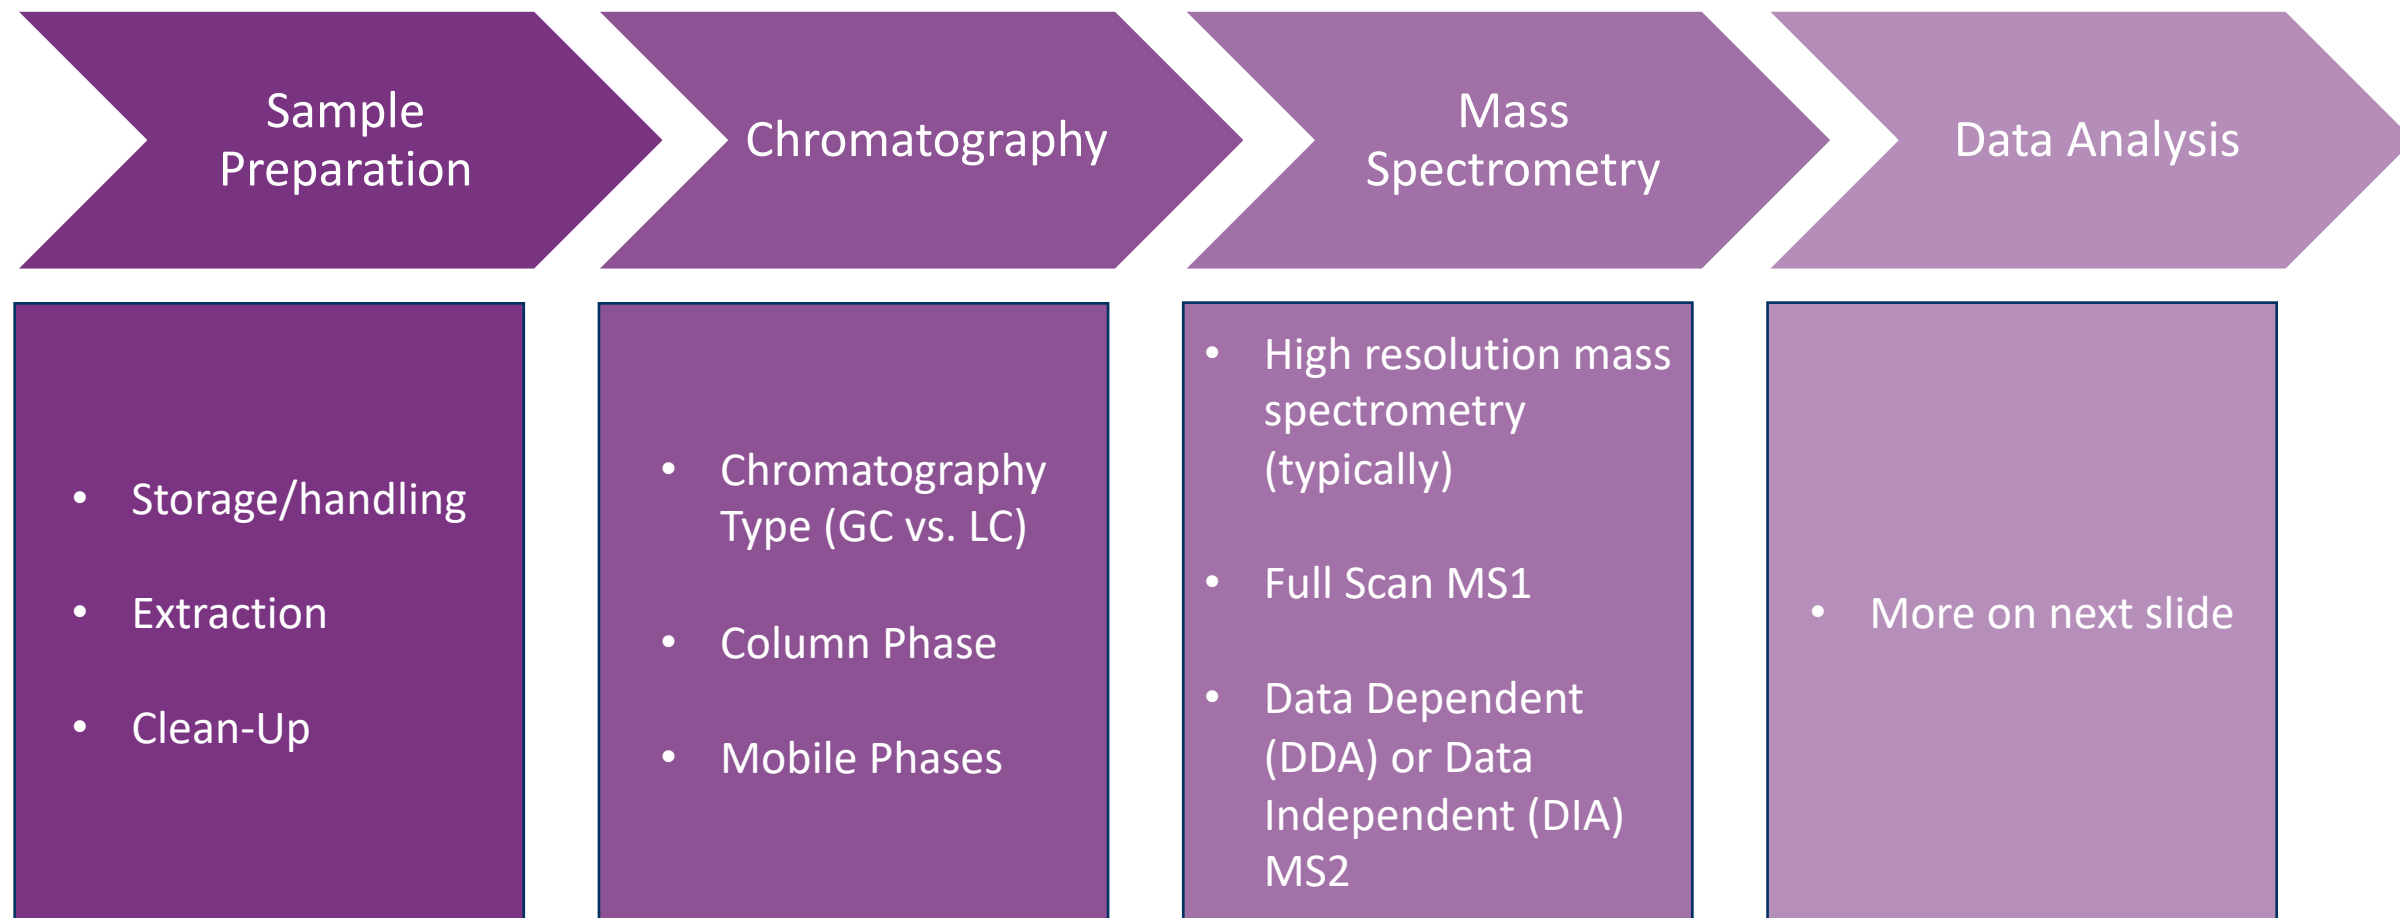 Sample
Preparation
Chromatography
Mass
Spectrometry
Data Analysis
• Storage/handling
• Extraction
• Clean-Up
• Chromatography
Type (GC vs. LC)
• Column Phase
• Mobile Phases
• High resolution mass
spectrometry
(typically)
• Full Scan MS1
• Data Dependent
(DDA) or Data
Independent (DIA)
MS2
• More on next slide